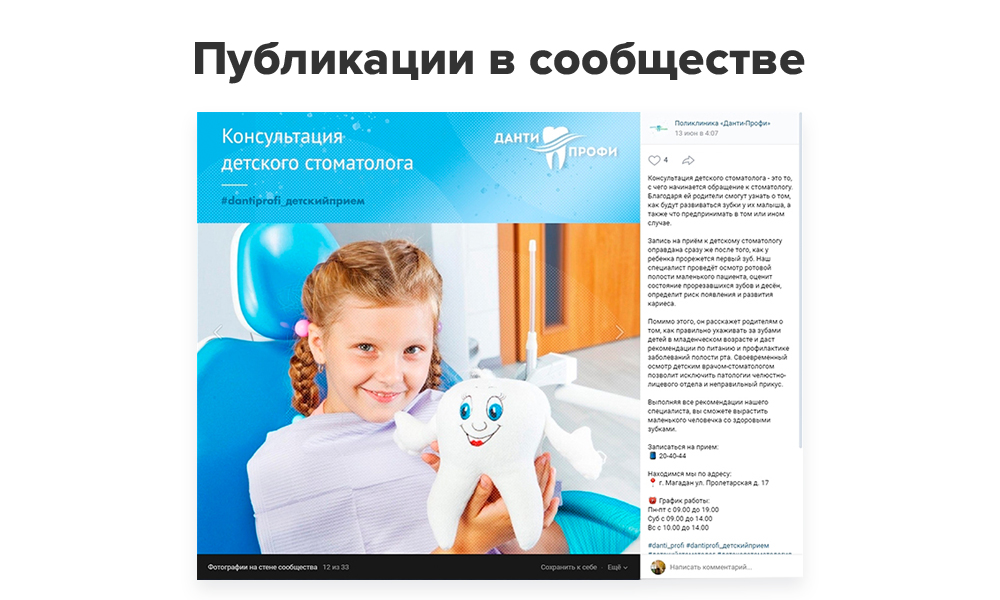 Публикации в сообществе
Консультация
детского стоматолога
#dantiprofi_детскийприем
ДАНТИ
ПРОФИ
Поликлиника «Данти-Профи»
13 июн в 4:07
4
Консультация детского стоматолога - это то,
с чего начинается обращение к стоматологу.
Благодаря ей родители смогут узнать о том,
как будут развиваться зубки у их малыша, а
также что предпринимать в том или ином
случае.
Запись на приём к детскому стоматологу
оправдана сразу же после того, как у
ребенка прорежется первый зуб. Наш
специалист проведёт осмотр ротовой
полости маленького пациента, оценит
состояние прорезавшихся зубов и дёсен,
определит риск появления и развития
кариеса.
Помимо этого, он расскажет родителям о
том, как правильно ухаживать за зубами
детей в младенческом возрасте и даст
рекомендации по питанию и профилактике
заболеваний полости рта. Своевременный
осмотр детским врачом-стоматологом
позволит исключить патологии челюстно-
лицевого отдела и неправильный прикус.
Выполняя все рекомендации нашего
специалиста, вы сможете вырастить
маленького человечка со здоровыми
зубками.
Записаться на прием:
20-40-44
Находимся мы по адресу:
г. Магадан ул. Пролетарская д. 17
График работы:
Пн-пт с 09.00 до 19.00
Суб с 09.00 до 14.00
Вс с 10.00 до 14.00
#danti_profi #dantiprofi_детскийприем
Написать комментарий...
Фотографии на стене сообщества 12 из 33
Сохранить к себе Ещё